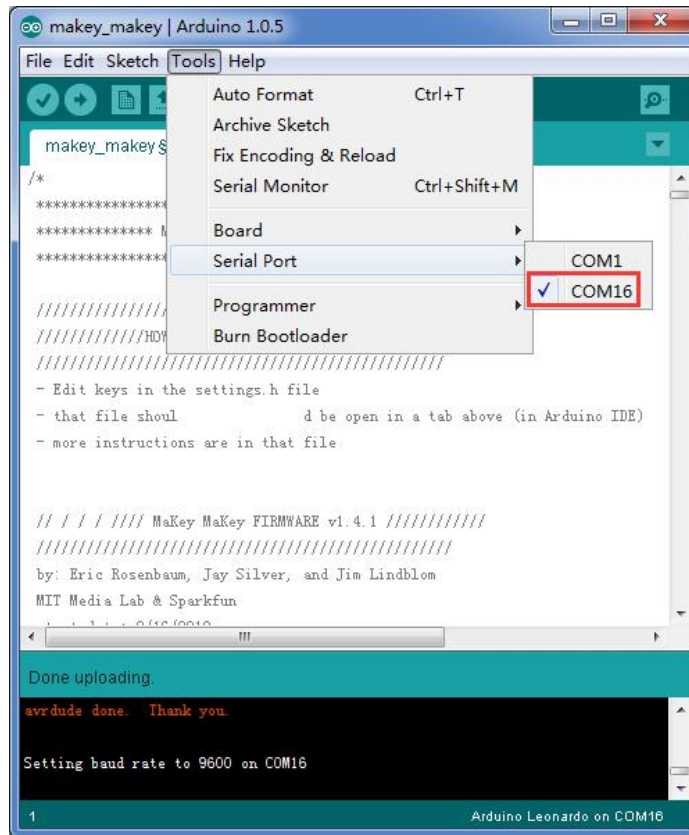 makey_makey | Arduino 1.0.5
File Edit Sketch Tools Help
Auto Format Ctrl+T
Archive Sketch
Fix Encoding & Reload
Serial Monitor Ctrl+Shift+M
Board
Serial Port
Programmer
Burn Bootloader
COM1
✓ COM16
makey_makey§
/*
*****************
**************
*****************
///////////////
/////////////HOW
///////////////////////////////////////////////
- Edit keys in the settings.h file
- that file shoul d be open in a tab above (in Arduino IDE)
- more instructions are in that file
// / / / //// MaKey MaKey FIRMWARE v1.4.1 ////////////
////////////////////////////////////////////////
by: Eric Rosenbaum, Jay Silver, and Jim Lindblom
MIT Media Lab & Sparkfun
Done uploading.
avrdude done. Thank you.
Setting baud rate to 9600 on COM16
1 Arduino Leonardo on COM16